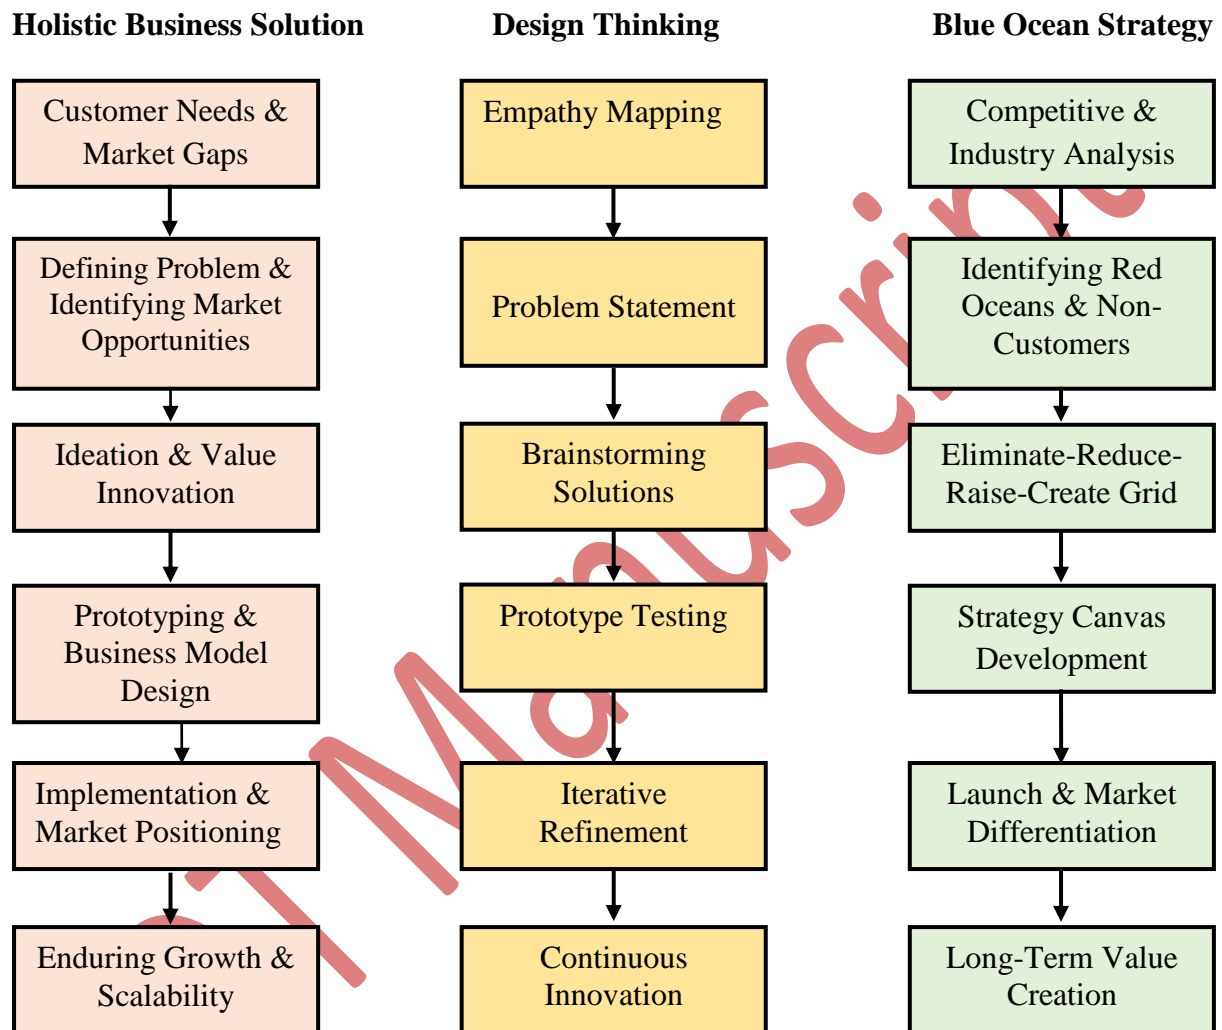 Holistic Business Solution
Design Thinking
Blue Ocean Strategy
Customer Needs &
Market Gaps
Empathy Mapping
Competitive &
Industry Analysis
Defining Problem &
Identifying Market
Opportunities
Problem Statement
Identifying Red
Oceans & Non-
Customers
Ideation & Value
Innovation
Brainstorming
Solutions
Eliminate-Reduce-
Raise-Create Grid
Prototyping &
Business Model
Design
Prototype Testing
Strategy Canvas
Development
Implementation &
Market Positioning
Iterative
Refinement
Launch & Market
Differentiation
Enduring Growth &
Scalability
Continuous
Innovation
Long-Term Value
Creation